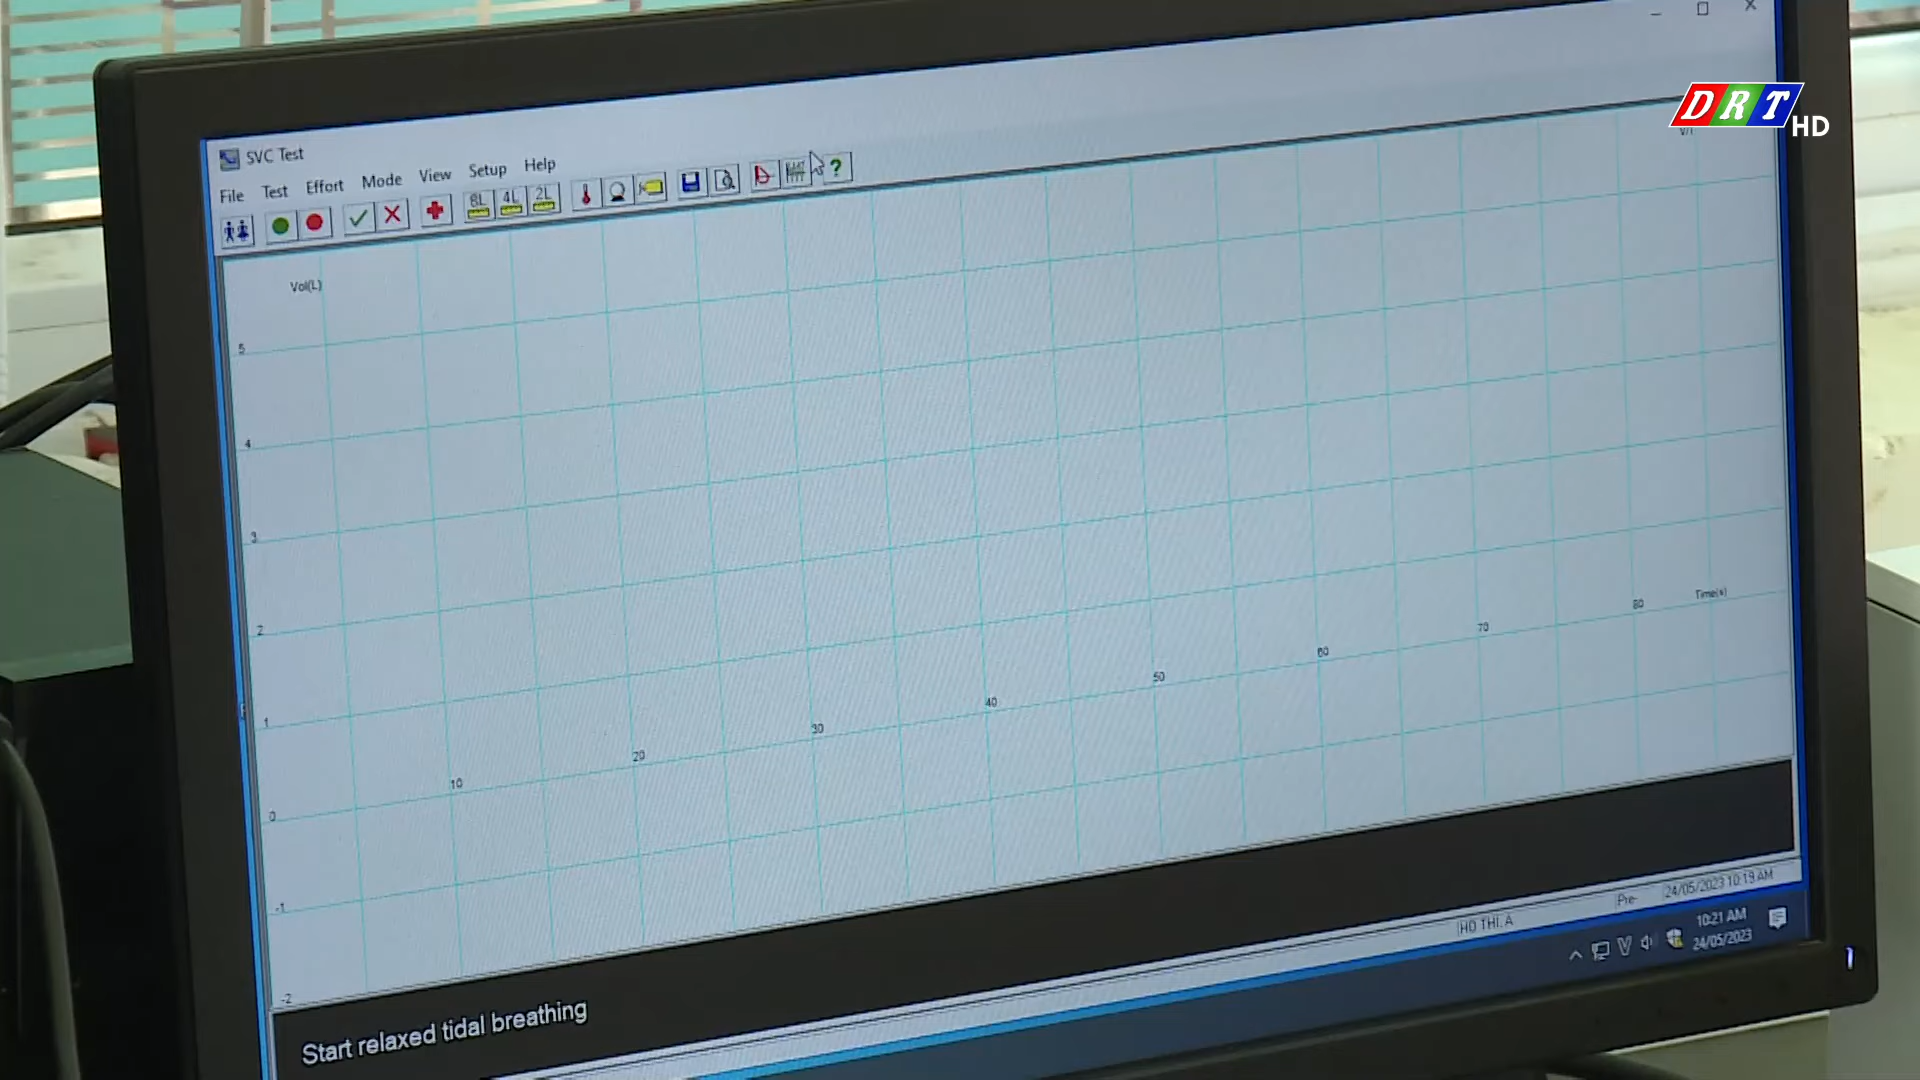 DRT HD
SVC Test
File Test Effort Mode View Setup Help
8L 4L 2L ?
Vol(L)
5
4
3
2
1
0
-1
-2
10 20 30 40 50 60 70 80
Time(s)
Start relaxed tidal breathing
HO THI. A Pre- 24/05/2023 10:19 AM
10:21 AM
24/05/2023